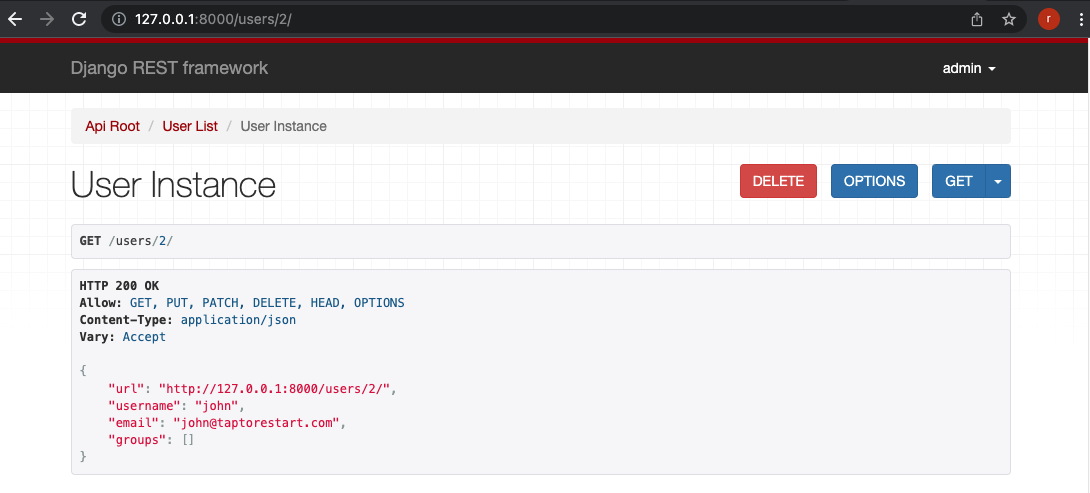 127.0.0.1:8000/users/2/
r
Django REST framework
admin
Api Root / User List / User Instance
User Instance
DELETE
OPTIONS
GET
GET /users/2/
HTTP 200 OK
Allow: GET, PUT, PATCH, DELETE, HEAD, OPTIONS
Content-Type: application/json
Vary: Accept
{
    "url": "http://127.0.0.1:8000/users/2/",
    "username": "john",
    "email": "john@taptorestart.com",
    "groups": []
}